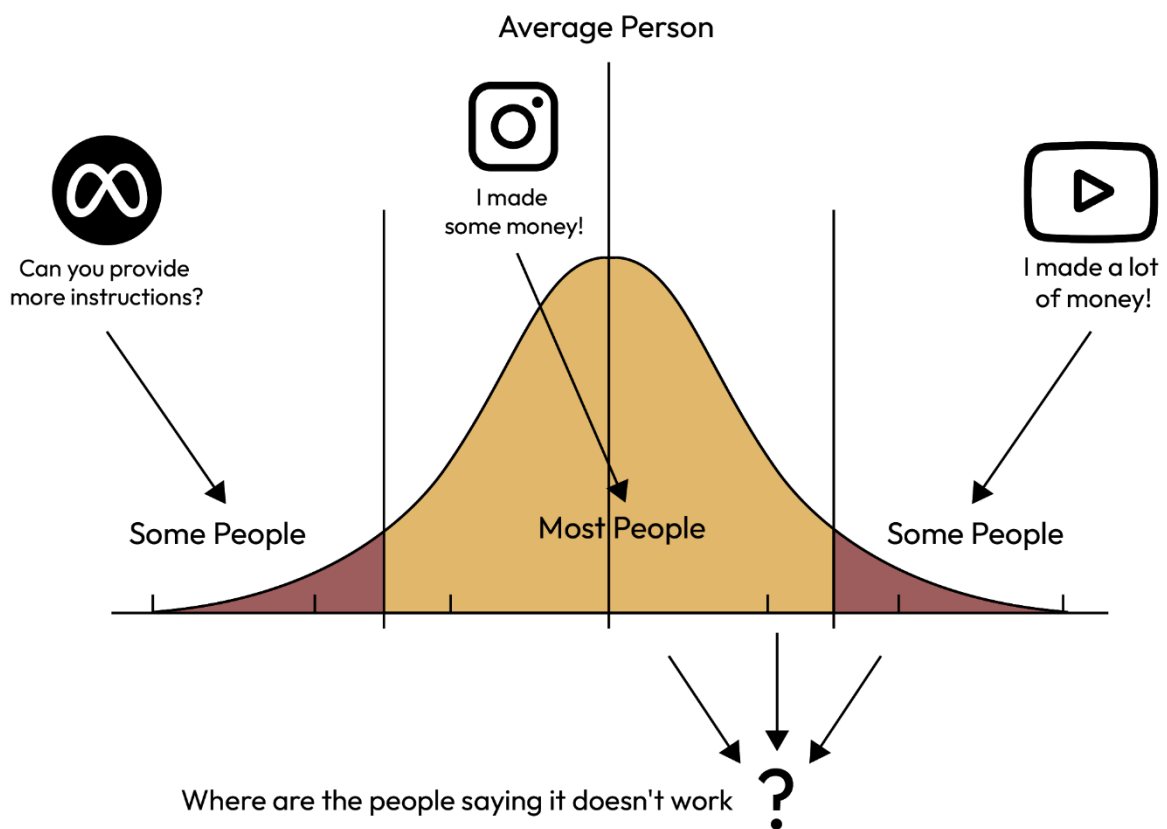 Average Person
I made
some money!
Can you provide
more instructions?
I made a lot
of money!
Some People
Most People
Some People
Where are the people saying it doesn't work ?